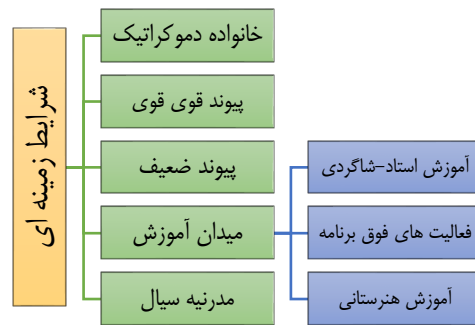 شرایط زمینه ای
خانواده دموکراتیک
پیوند قوی قوی
پیوند ضعیف
میدان آموزش
آموزش استاد-شاگردی
فعالیت های فوق برنامه
آموزش هنرستانی
مدرنیه سیال